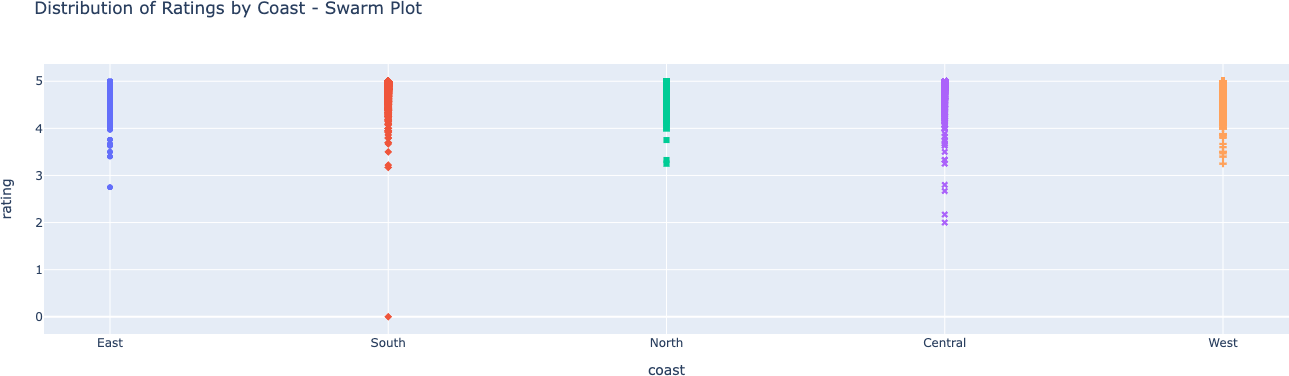 Distribution of Ratings by Coast - Swarm Plot
5
4
3
2
1
0
rating
East South North Central West
coast